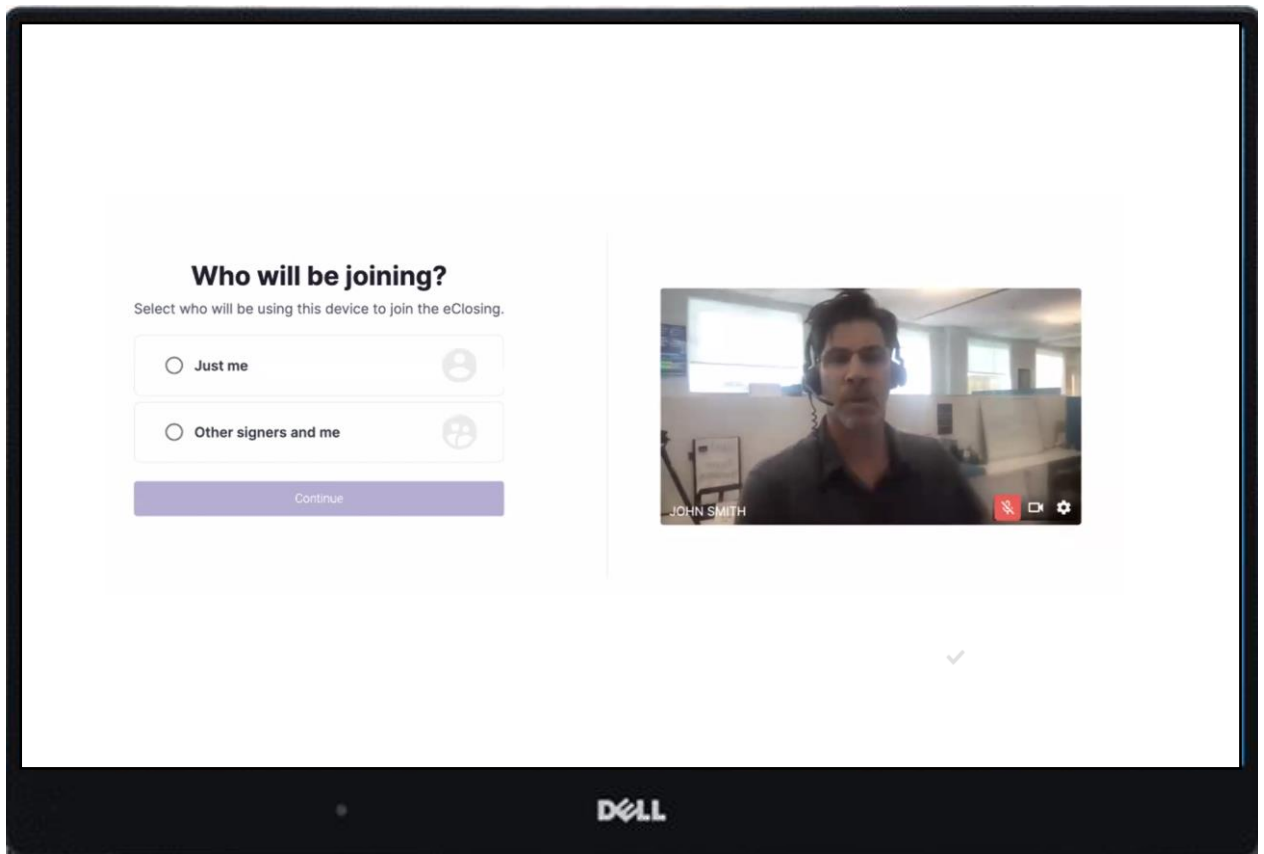 Who will be joining?
Select who will be using this device to join the eClosing.
Just me
Other signers and me
Continue
JOHN SMITH
DELL